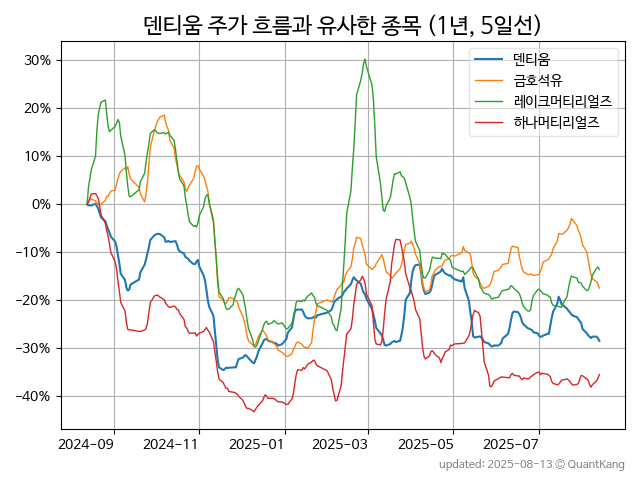 덴티움 주가 흐름과 유사한 종목 (1년, 5일선)
덴티움
금호석유
레이크머티리얼즈
하나머티리얼즈
30%
20%
10%
0%
−10%
−20%
−30%
−40%
2024-09
2024-11
2025-01
2025-03
2025-05
2025-07
updated: 2025-08-13 © QuantKang